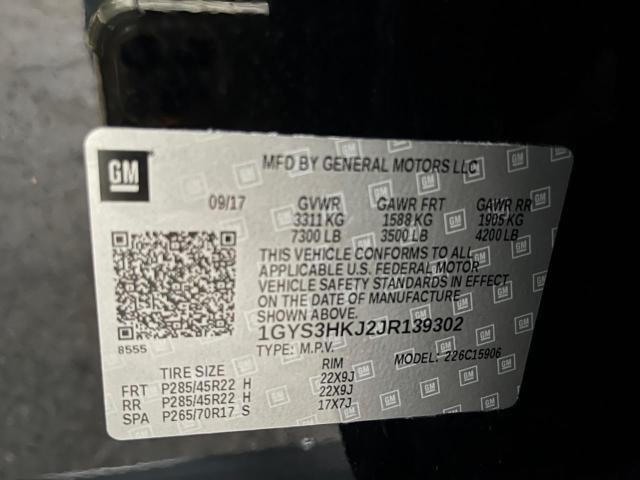 GM
MFD BY GENERAL MOTORS LLC
09/17 GVWR GAWR FRT GAWR RR
3311 KG 1588 KG 1905 KG
7300 LB 3500 LB 4200 LB
THIS VEHICLE CONFORMS TO ALL
APPLICABLE U.S. FEDERAL MOTOR
VEHICLE SAFETY STANDARDS IN EFFECT
ON THE DATE OF MANUFACTURE
SHOWN ABOVE.
8555 1GYS3HKJ2JR139302
TYPE: M.P.V. MODEL: 226C15906
TIRE SIZE RIM
FRT P285/45R22 H 22X9J
RR P285/45R22 H 22X9J
SPA P265/70R17 S 17X7J